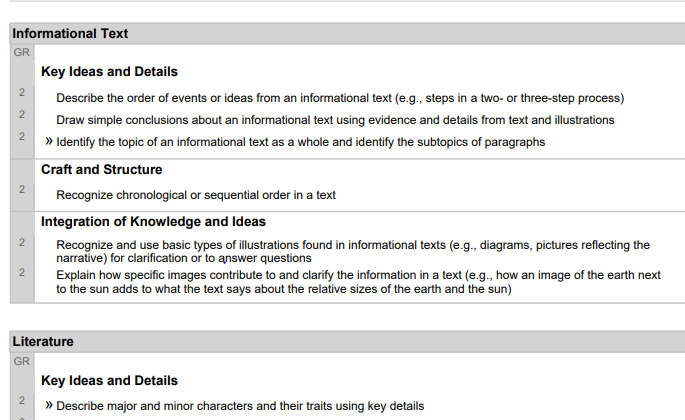 Informational Text
GR
Key Ideas and Details
2 Describe the order of events or ideas from an informational text (e.g., steps in a two- or three-step process)
2 Draw simple conclusions about an informational text using evidence and details from text and illustrations
2 » Identify the topic of an informational text as a whole and identify the subtopics of paragraphs
Craft and Structure
2 Recognize chronological or sequential order in a text
Integration of Knowledge and Ideas
2 Recognize and use basic types of illustrations found in informational texts (e.g., diagrams, pictures reflecting the
narrative) for clarification or to answer questions
2 Explain how specific images contribute to and clarify the information in a text (e.g., how an image of the earth next
to the sun adds to what the text says about the relative sizes of the earth and the sun)
Literature
GR
Key Ideas and Details
2 » Describe major and minor characters and their traits using key details